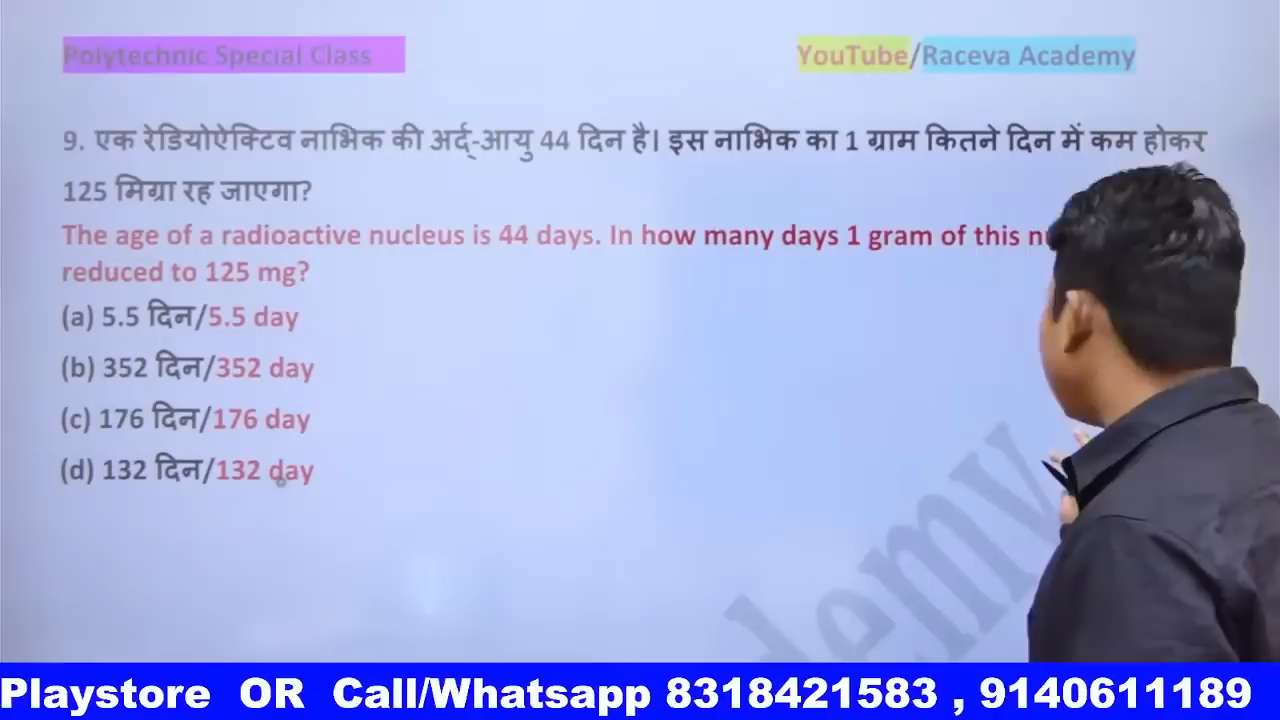 Polytechnic Special Class
YouTube/Raceva Academy
9. एक रेडियोऐक्टिव नाभिक की अर्द्-आयु 44 दिन है। इस नाभिक का 1 ग्राम कितने दिन में कम होकर
125 मिग्रा रह जाएगा?
The age of a radioactive nucleus is 44 days. In how many days 1 gram of this
reduced to 125 mg?
(a) 5.5 दिन/5.5 day
(b) 352 दिन/352 day
(c) 176 दिन/176 day
(d) 132 दिन/132 day
Playstore OR Call/Whatsapp 8318421583 , 9140611189